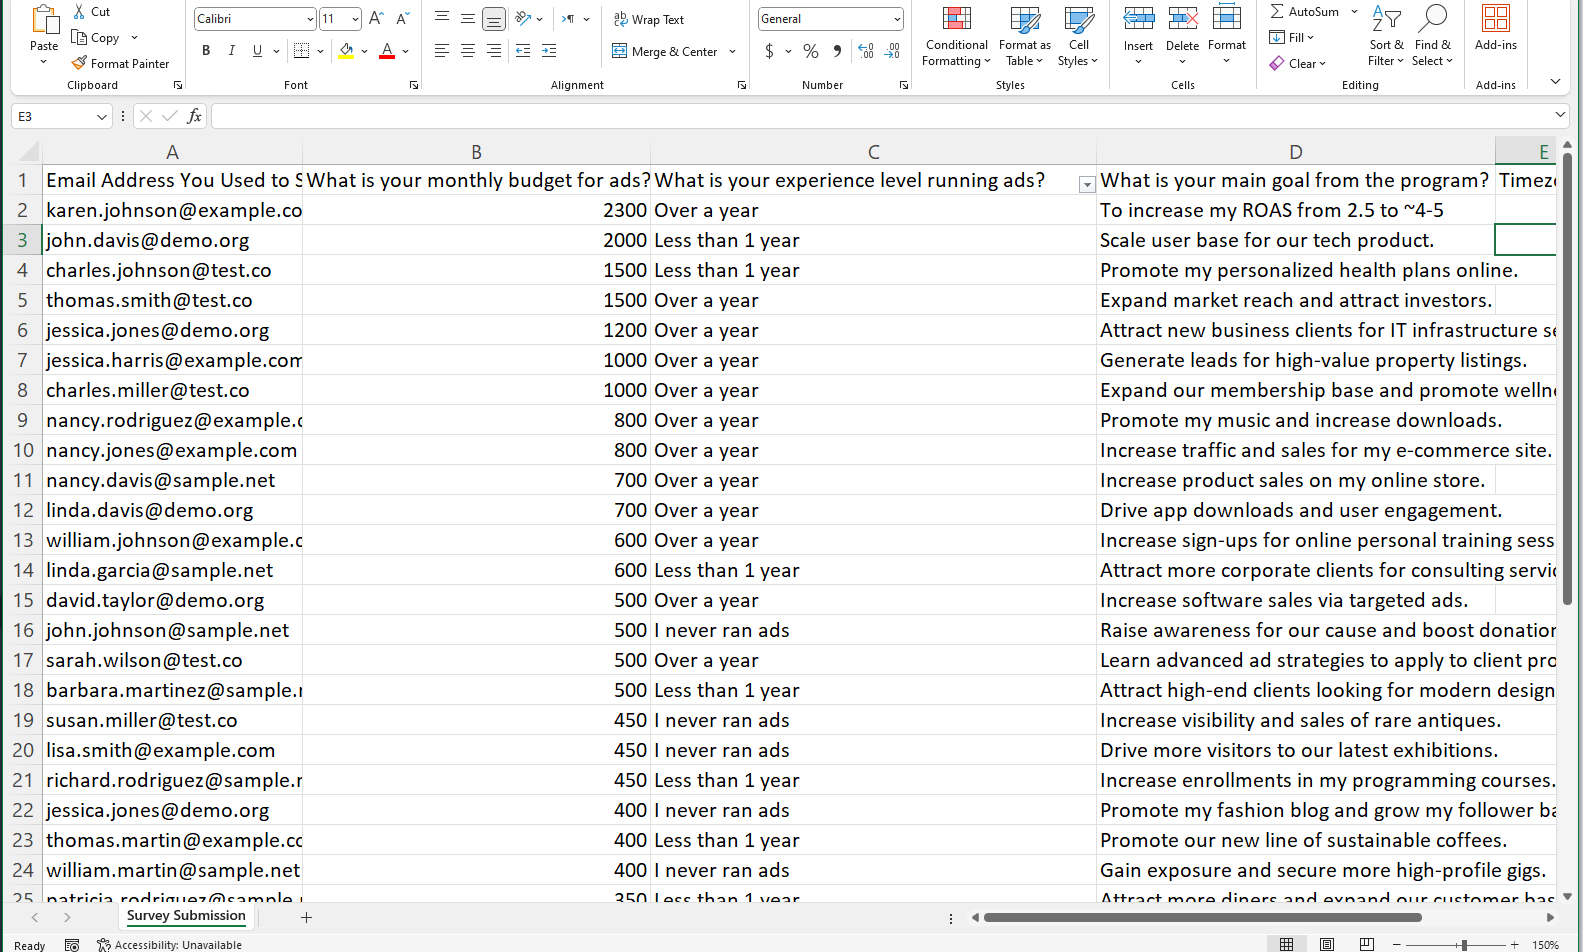 Cut
Copy
Format Painter
Paste
Clipboard
Calibri 11 A A
B I U A
Font
Wrap Text
Merge & Center
Alignment
General
$ % 9 .00 .00
Number
Conditional Formatting
Format as Table
Cell Styles
Styles
Insert
Delete
Format
Cells
AutoSum
Fill
Clear
Sort & Filter
Find & Select
Editing
Add-ins
Add-ins
E3 fx
A B C D E
1 Email Address You Used to S What is your monthly budget for ads? What is your experience level running ads? What is your main goal from the program? Timez
2 karen.johnson@example.co 2300 Over a year To increase my ROAS from 2.5 to ~4-5
3 john.davis@demo.org 2000 Less than 1 year Scale user base for our tech product.
4 charles.johnson@test.co 1500 Less than 1 year Promote my personalized health plans online.
5 thomas.smith@test.co 1500 Over a year Expand market reach and attract investors.
6 jessica.jones@demo.org 1200 Over a year Attract new business clients for IT infrastructure se
7 jessica.harris@example.com 1000 Over a year Generate leads for high-value property listings.
8 charles.miller@test.co 1000 Over a year Expand our membership base and promote wellne
9 nancy.rodriguez@example.c 800 Over a year Promote my music and increase downloads.
10 nancy.jones@example.com 800 Over a year Increase traffic and sales for my e-commerce site.
11 nancy.davis@sample.net 700 Over a year Increase product sales on my online store.
12 linda.davis@demo.org 700 Over a year Drive app downloads and user engagement.
13 william.johnson@example.c 600 Over a year Increase sign-ups for online personal training sess
14 linda.garcia@sample.net 600 Less than 1 year Attract more corporate clients for consulting servic
15 david.taylor@demo.org 500 Over a year Increase software sales via targeted ads.
16 john.johnson@sample.net 500 I never ran ads Raise awareness for our cause and boost donation
17 sarah.wilson@test.co 500 Over a year Learn advanced ad strategies to apply to client pro
18 barbara.martinez@sample.n 500 Less than 1 year Attract high-end clients looking for modern design
19 susan.miller@test.co 450 I never ran ads Increase visibility and sales of rare antiques.
20 lisa.smith@example.com 450 I never ran ads Drive more visitors to our latest exhibitions.
21 richard.rodriguez@sample.n 450 Less than 1 year Increase enrollments in my programming courses.
22 jessica.jones@demo.org 400 I never ran ads Promote my fashion blog and grow my follower ba
23 thomas.martin@example.co 400 Less than 1 year Promote our new line of sustainable coffees.
24 william.martin@sample.net 400 I never ran ads Gain exposure and secure more high-profile gigs.
25 patricia.rodriguez@sample. 350 Less than 1 year Attract more diners and expand our customer bas
Survey Submission
Ready Accessibility: Unavailable 150%